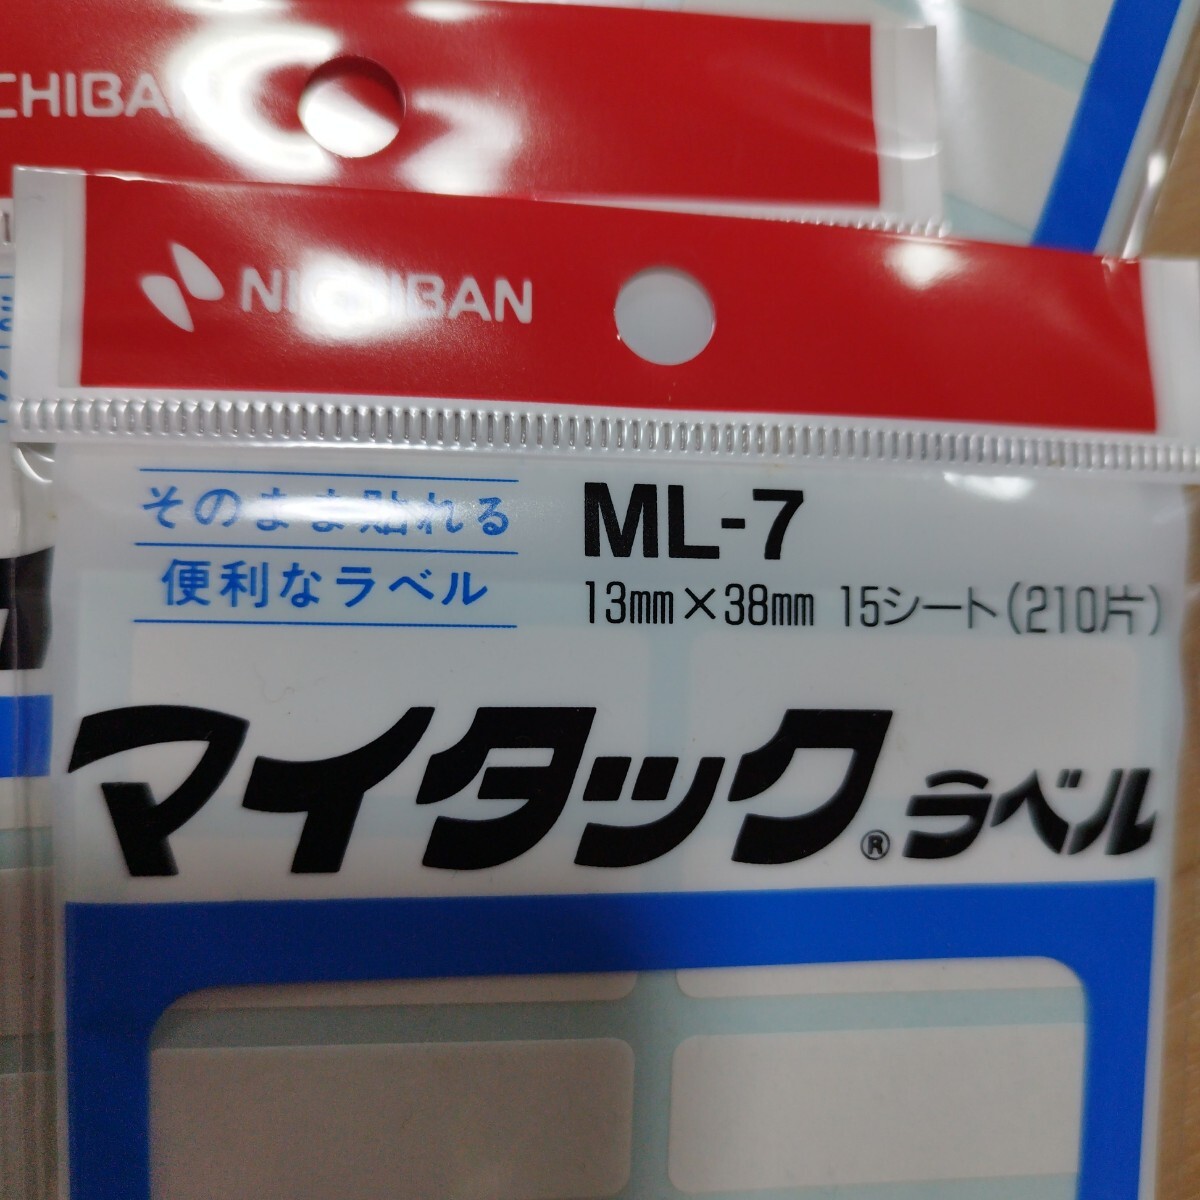 CHIBAN
NICHIBAN
そのまま貼れる
便利なラベル
ML-7
13mm×38mm 15シート(210片)
マイタック®ラベル